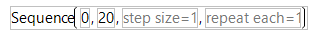 Sequence( 0, 20, step size=1, repeat each=1)